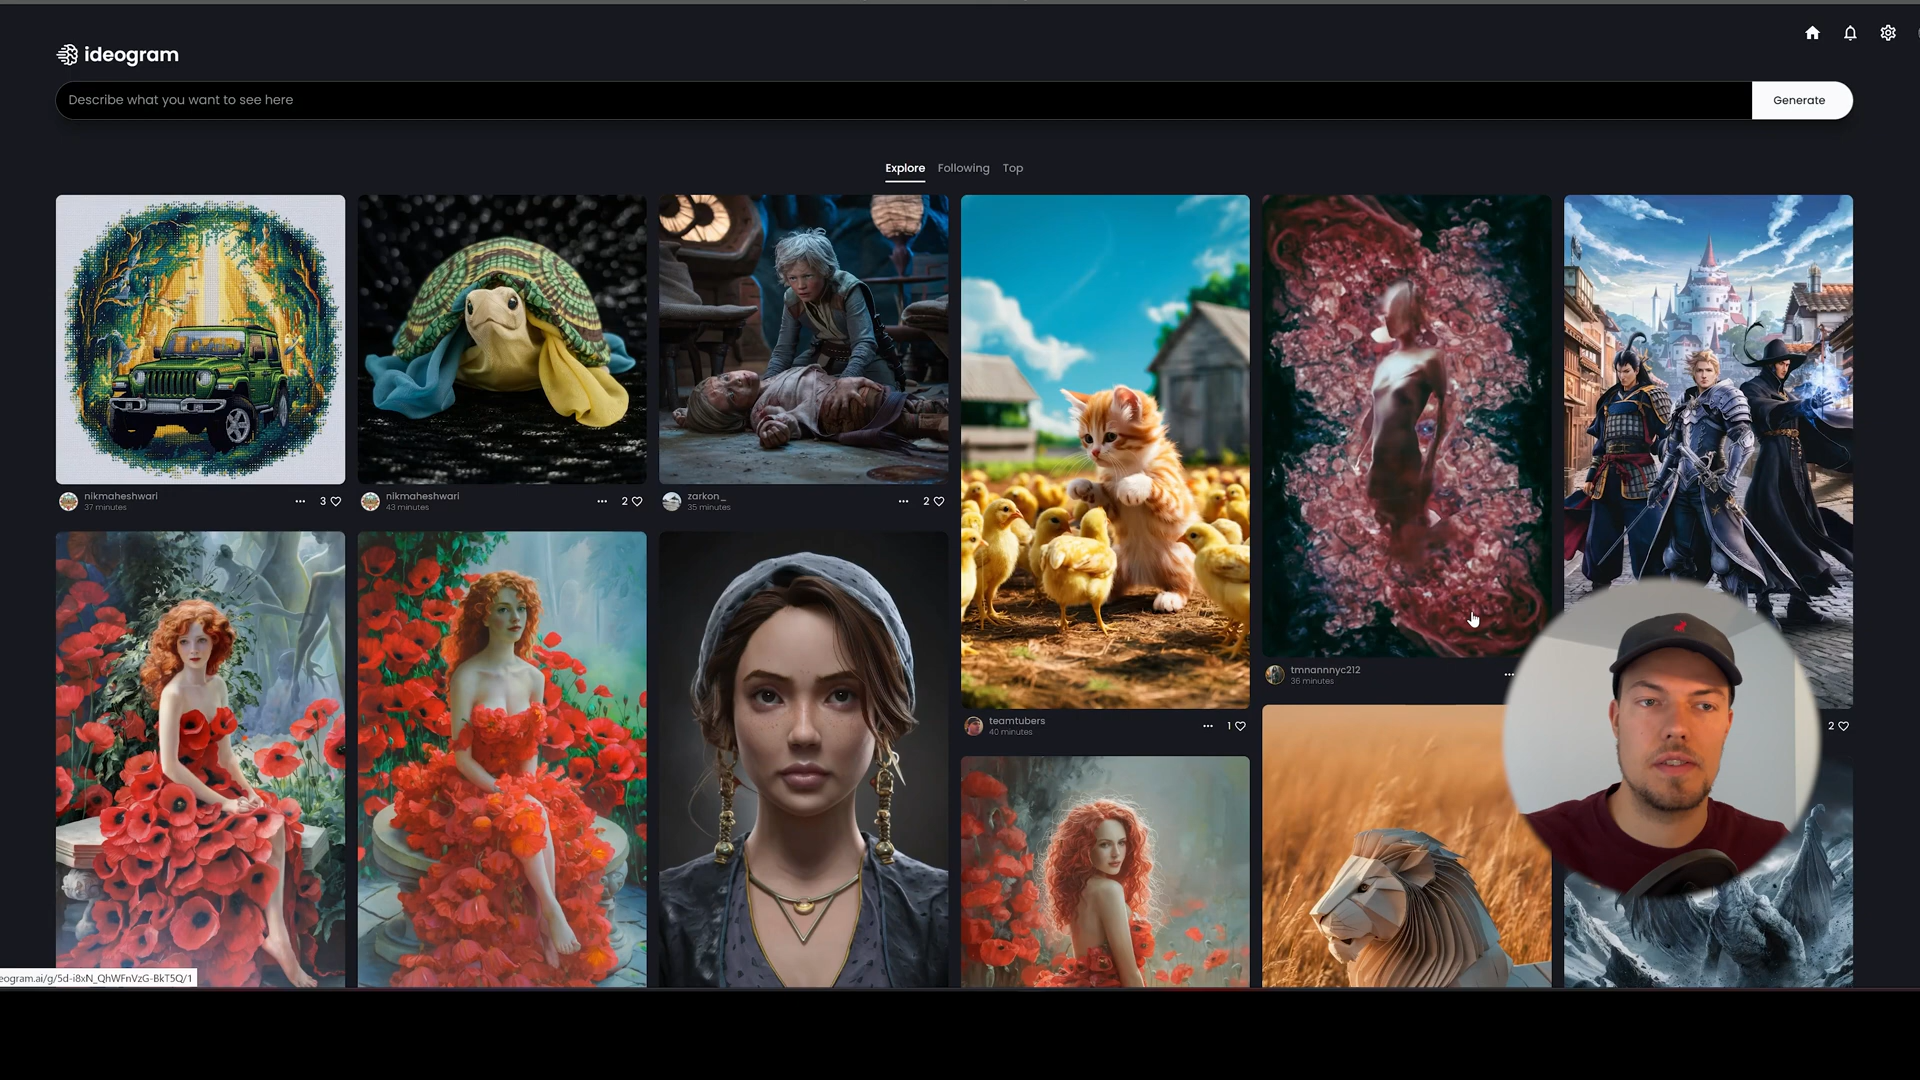 ideogram
Describe what you want to see here
Generate
Explore Following Top
nikmaheshwari
37 minutes
3
nikmaheshwari
43 minutes
2
zarkon_
35 minutes
2
tmnannnyc212
36 minutes
teamtubers
40 minutes
1
2
eogram.ai/g/5d-i8xN_QhWFnVzG-BkT5Q/1